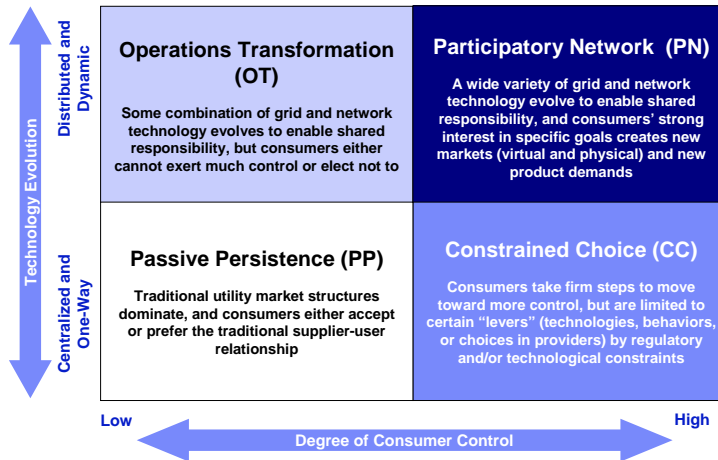 Technology Evolution
Distributed and
Dynamic
Centralized and
One-Way
Operations Transformation
(OT)
Some combination of grid and network
technology evolves to enable shared
responsibility, but consumers either
cannot exert much control or elect not to
Participatory Network (PN)
A wide variety of grid and network
technology evolve to enable shared
responsibility, and consumers’ strong
interest in specific goals creates new
markets (virtual and physical) and new
product demands
Passive Persistence (PP)
Traditional utility market structures
dominate, and consumers either accept
or prefer the traditional supplier-user
relationship
Constrained Choice (CC)
Consumers take firm steps to move
toward more control, but are limited to
certain “levers” (technologies, behaviors,
or choices in providers) by regulatory
and/or technological constraints
Low
High
Degree of Consumer Control